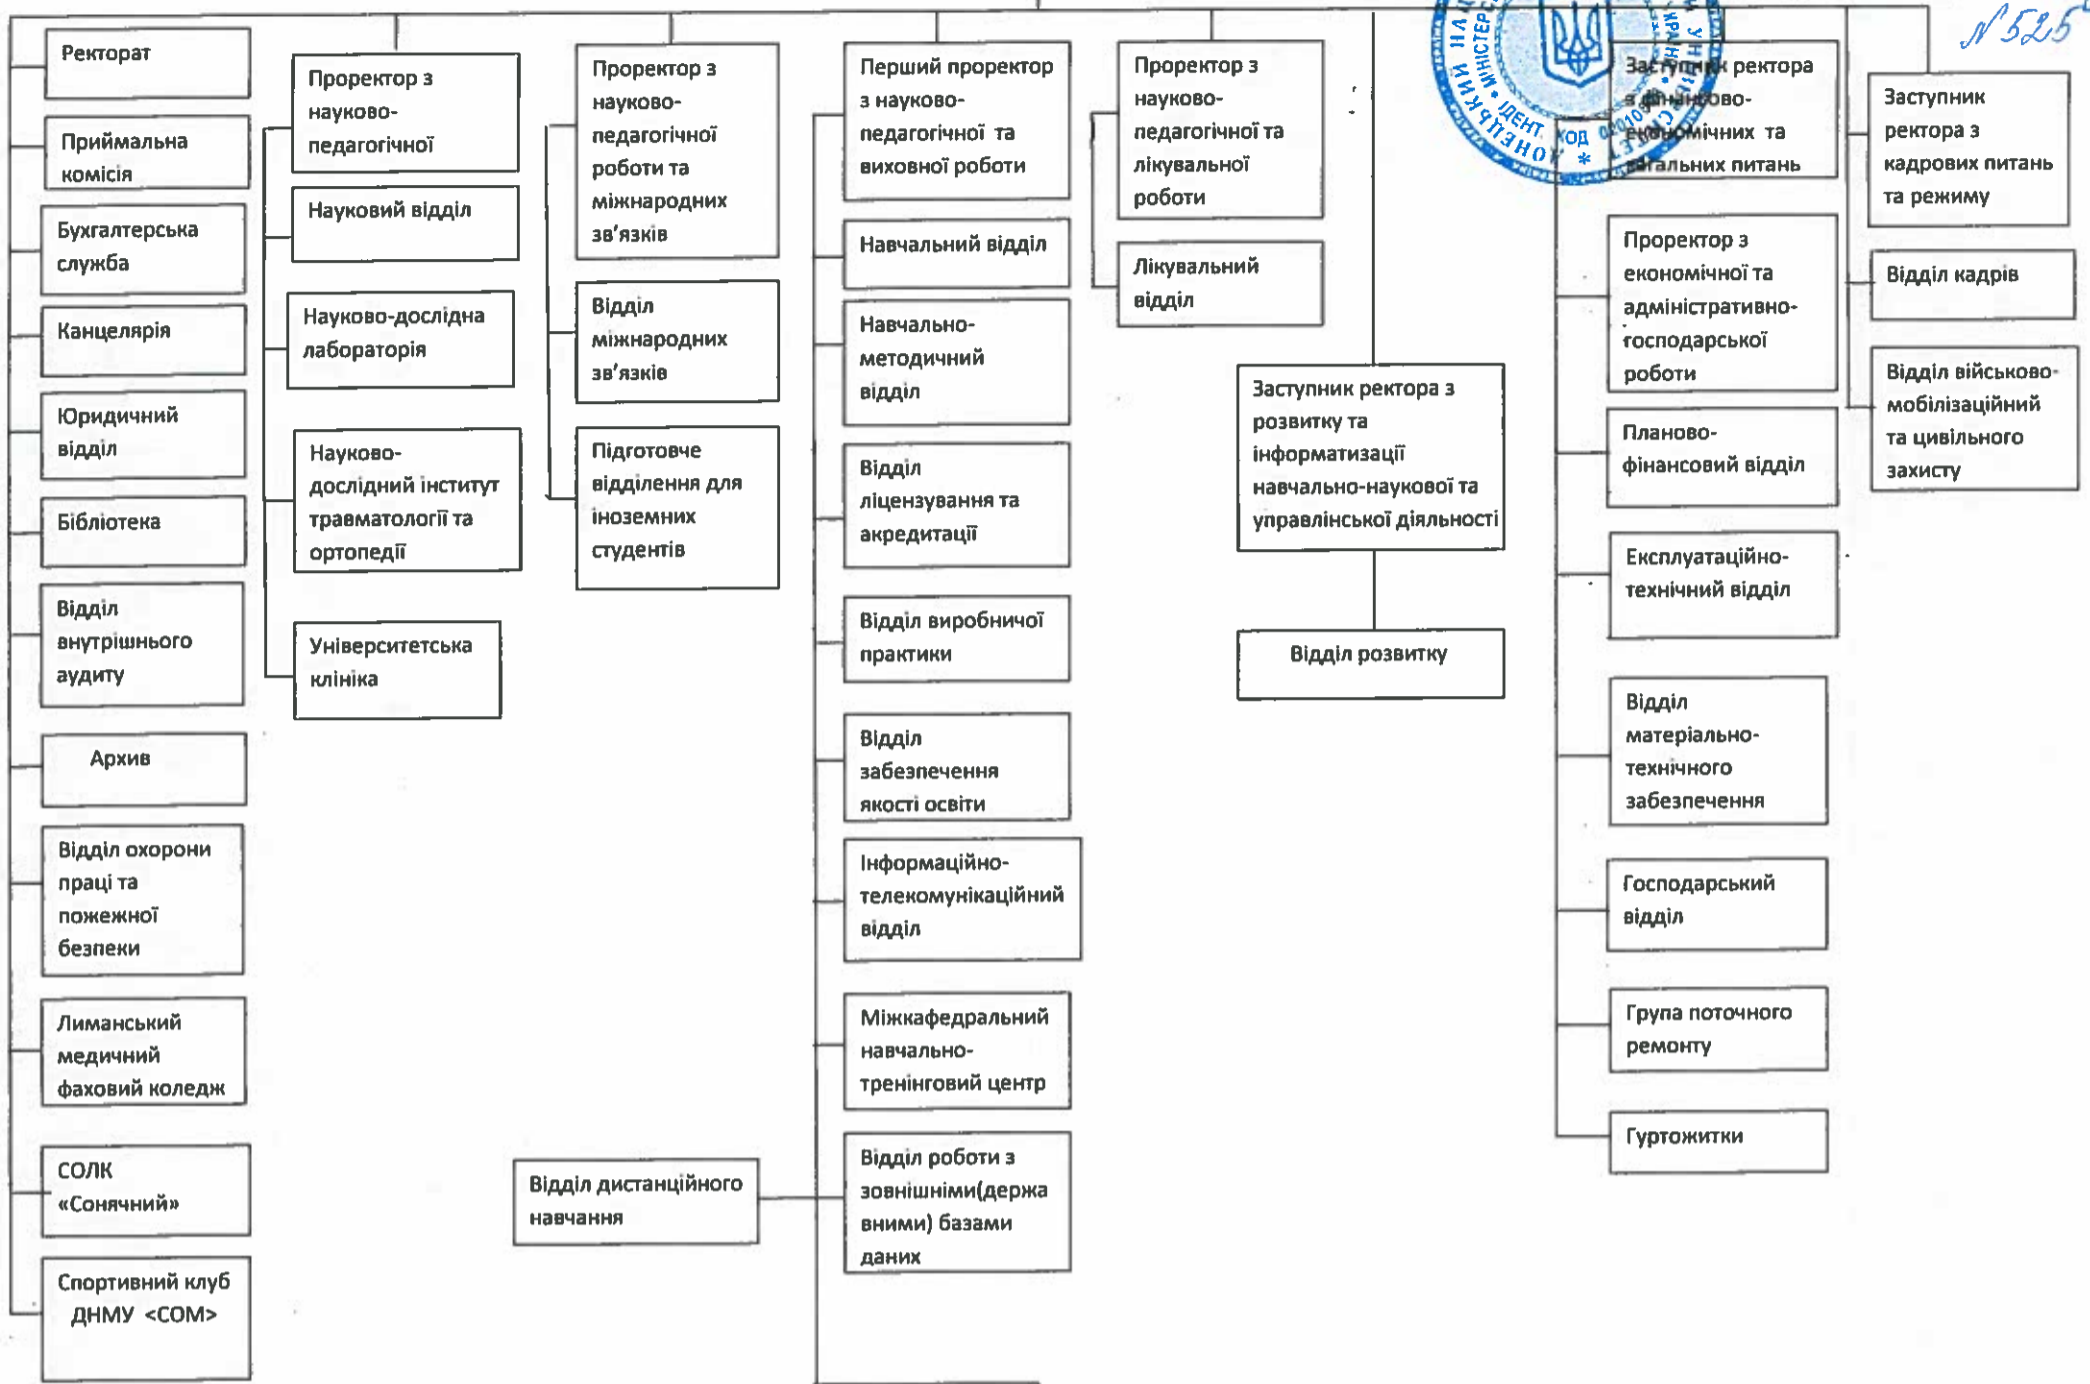 N 525
Ректорат
Приймальна
комісія
Бухгалтерська
служба
Канцелярія
Юридичний
відділ
Бібліотека
Відділ
внутрішнього
аудиту
Архив
Відділ охорони
праці та
пожежної
безпеки
Лиманський
медичний
фаховий коледж
СОЛК
«Сонячний»
Спортивний клуб
ДНМУ <СОМ>
Проректор з
науково-
педагогічної
Науковий відділ
Науково-дослідна
лабораторія
Науково-
дослідний інститут
травматології та
ортопедії
Університетська
клініка
Проректор з
науково-
педагогічної
роботи та
міжнародних
зв'язків
Відділ
міжнародних
зв'язків
Підготовче
відділення для
іноземних
студентів
Відділ дистанційного
навчання
Перший проректор
з науково-
педагогічної та
виховної роботи
Навчальний відділ
Навчально-
методичний
відділ
Відділ
ліцензування та
акредитації
Відділ виробничої
практики
Відділ
забезпечення
якості освіти
Інформаційно-
телекомунікаційний
відділ
Міжкафедральний
навчально-
тренінговий центр
Відділ роботи з
зовнішніми(держа
вними) базами
даних
Проректор з
науково-
педагогічної та
лікувальної
роботи
Лікувальний
відділ
Заступник ректора з
розвитку та
інформатизації
навчально-наукової та
управлінської діяльності
Відділ розвитку
ДОНЕЦЬКИЙ НАЦ
ІДЕНТ. КОД
Заступник ректора
з фінансово-
економічних та
загальних питань
Проректор з
економічної та
адміністративно-
господарської
роботи
Планово-
фінансовий відділ
Експлуатаційно-
технічний відділ
Відділ
матеріально-
технічного
забезпечення
Господарський
відділ
Група поточного
ремонту
Гуртожитки
Заступник
ректора з
кадрових питань
та режиму
Відділ кадрів
Відділ військово-
мобілізаційний
та цивільного
захисту